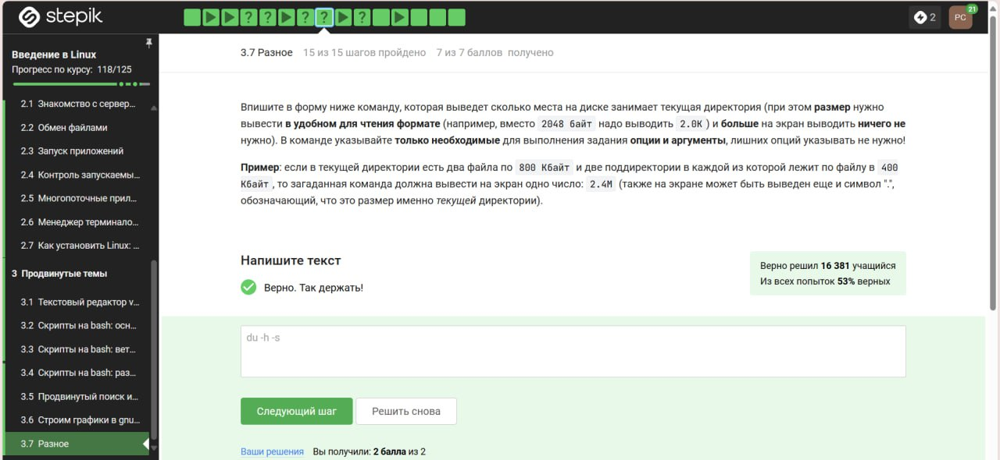 stepik
? ? ? ? ?
2
PC
21
Введение в Linux
Прогресс по курсу: 118/125
2.1 Знакомство с сервер...
2.2 Обмен файлами
2.3 Запуск приложений
2.4 Контроль запускаемы...
2.5 Многопоточные прил...
2.6 Менеджер терминало...
2.7 Как установить Linux: ...
3 Продвинутые темы
3.1 Текстовый редактор v...
3.2 Скрипты на bash: осн...
3.3 Скрипты на bash: вет...
3.4 Скрипты на bash: раз...
3.5 Продвинутый поиск и...
3.6 Строим графики в gnu...
3.7 Разное
3.7 Разное 15 из 15 шагов пройдено 7 из 7 баллов получено
Впишите в форму ниже команду, которая выведет сколько места на диске занимает текущая директория (при этом размер нужно
вывести в удобном для чтения формате (например, вместо 2048 байт надо выводить 2.0K) и больше на экран выводить ничего не
нужно). В команде указывайте только необходимые для выполнения задания опции и аргументы, лишних опций указывать не нужно!
Пример: если в текущей директории есть два файла по 800 Кбайт и две поддиректории в каждой из которой лежит по файлу в 400
Кбайт, то загаданная команда должна вывести на экран одно число: 2.4M (также на экране может быть выведен еще и символ ".",
обозначающий, что это размер именно текущей директории).
Напишите текст
Верно. Так держать!
Верно решил 16 381 учащийся
Из всех попыток 53% верных
du -h -s
Следующий шаг
Решить снова
Ваши решения Вы получили: 2 балла из 2